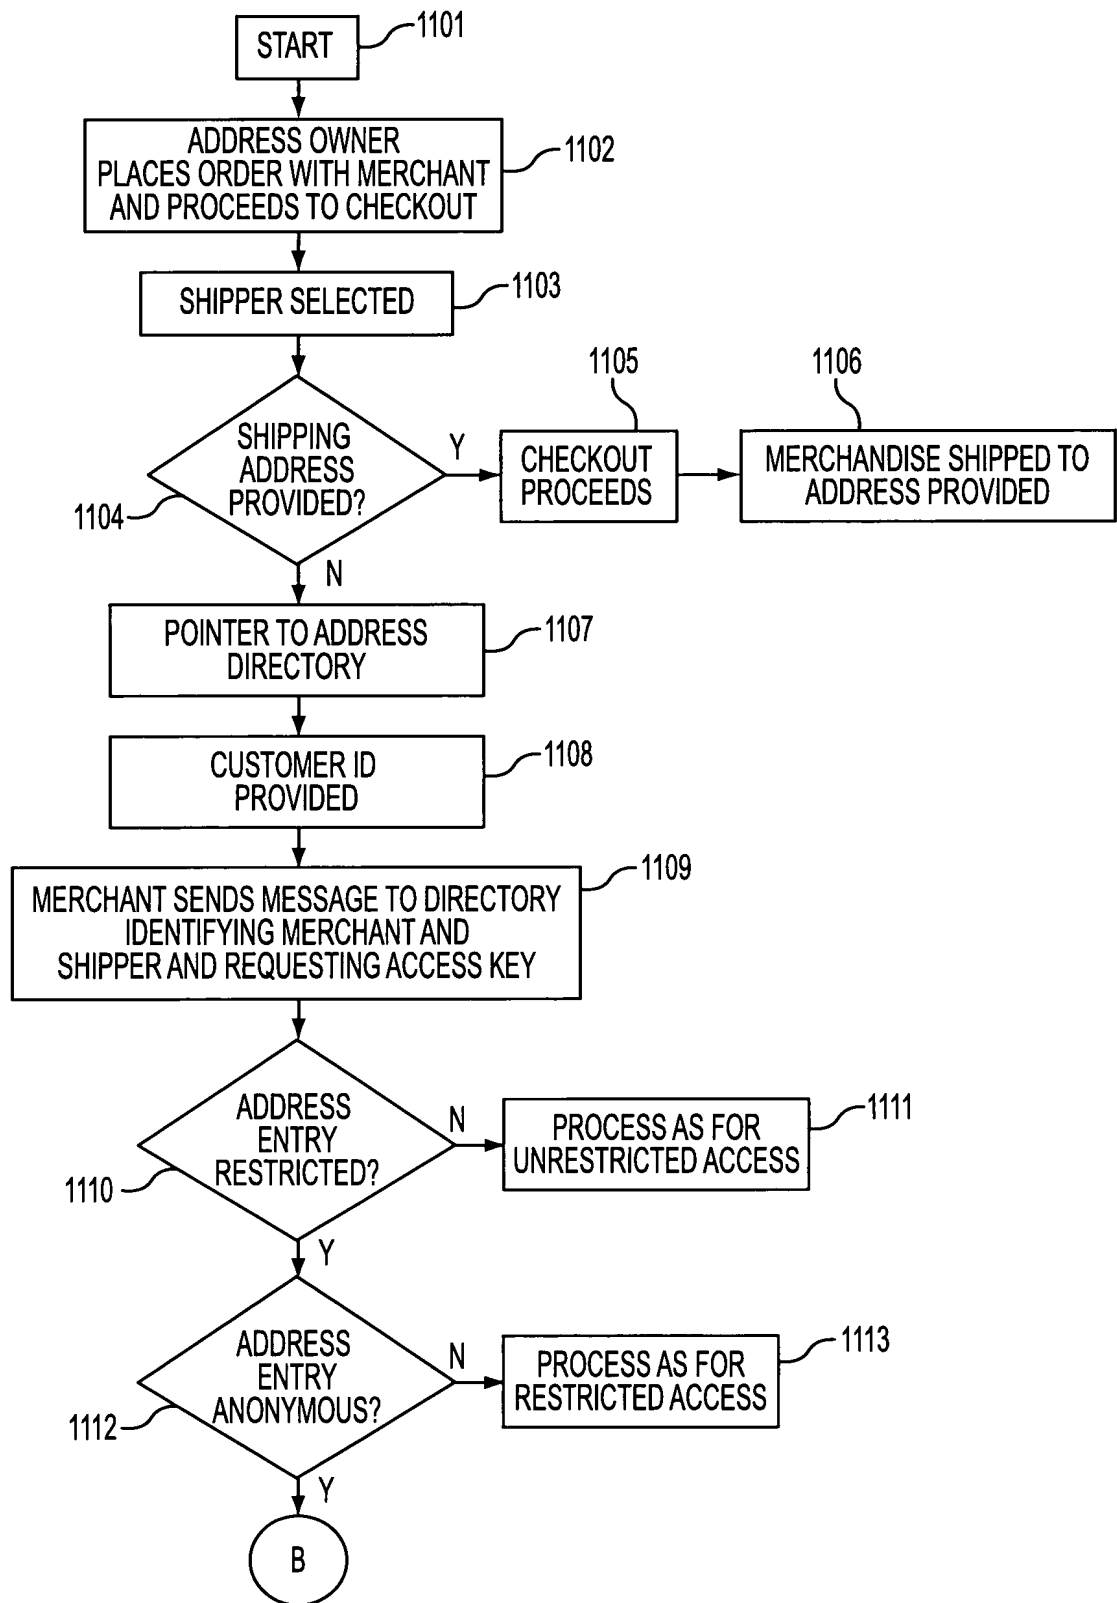 START
1101
ADDRESS OWNER
PLACES ORDER WITH MERCHANT
AND PROCEEDS TO CHECKOUT
1102
SHIPPER SELECTED
1103
SHIPPING
ADDRESS
PROVIDED?
1104
Y
CHECKOUT
PROCEEDS
1105
MERCHANDISE SHIPPED TO
ADDRESS PROVIDED
1106
N
POINTER TO ADDRESS
DIRECTORY
1107
CUSTOMER ID
PROVIDED
1108
MERCHANT SENDS MESSAGE TO DIRECTORY
IDENTIFYING MERCHANT AND
SHIPPER AND REQUESTING ACCESS KEY
1109
ADDRESS
ENTRY
RESTRICTED?
1110
N
PROCESS AS FOR
UNRESTRICTED ACCESS
1111
Y
ADDRESS
ENTRY
ANONYMOUS?
1112
N
PROCESS AS FOR
RESTRICTED ACCESS
1113
Y
B